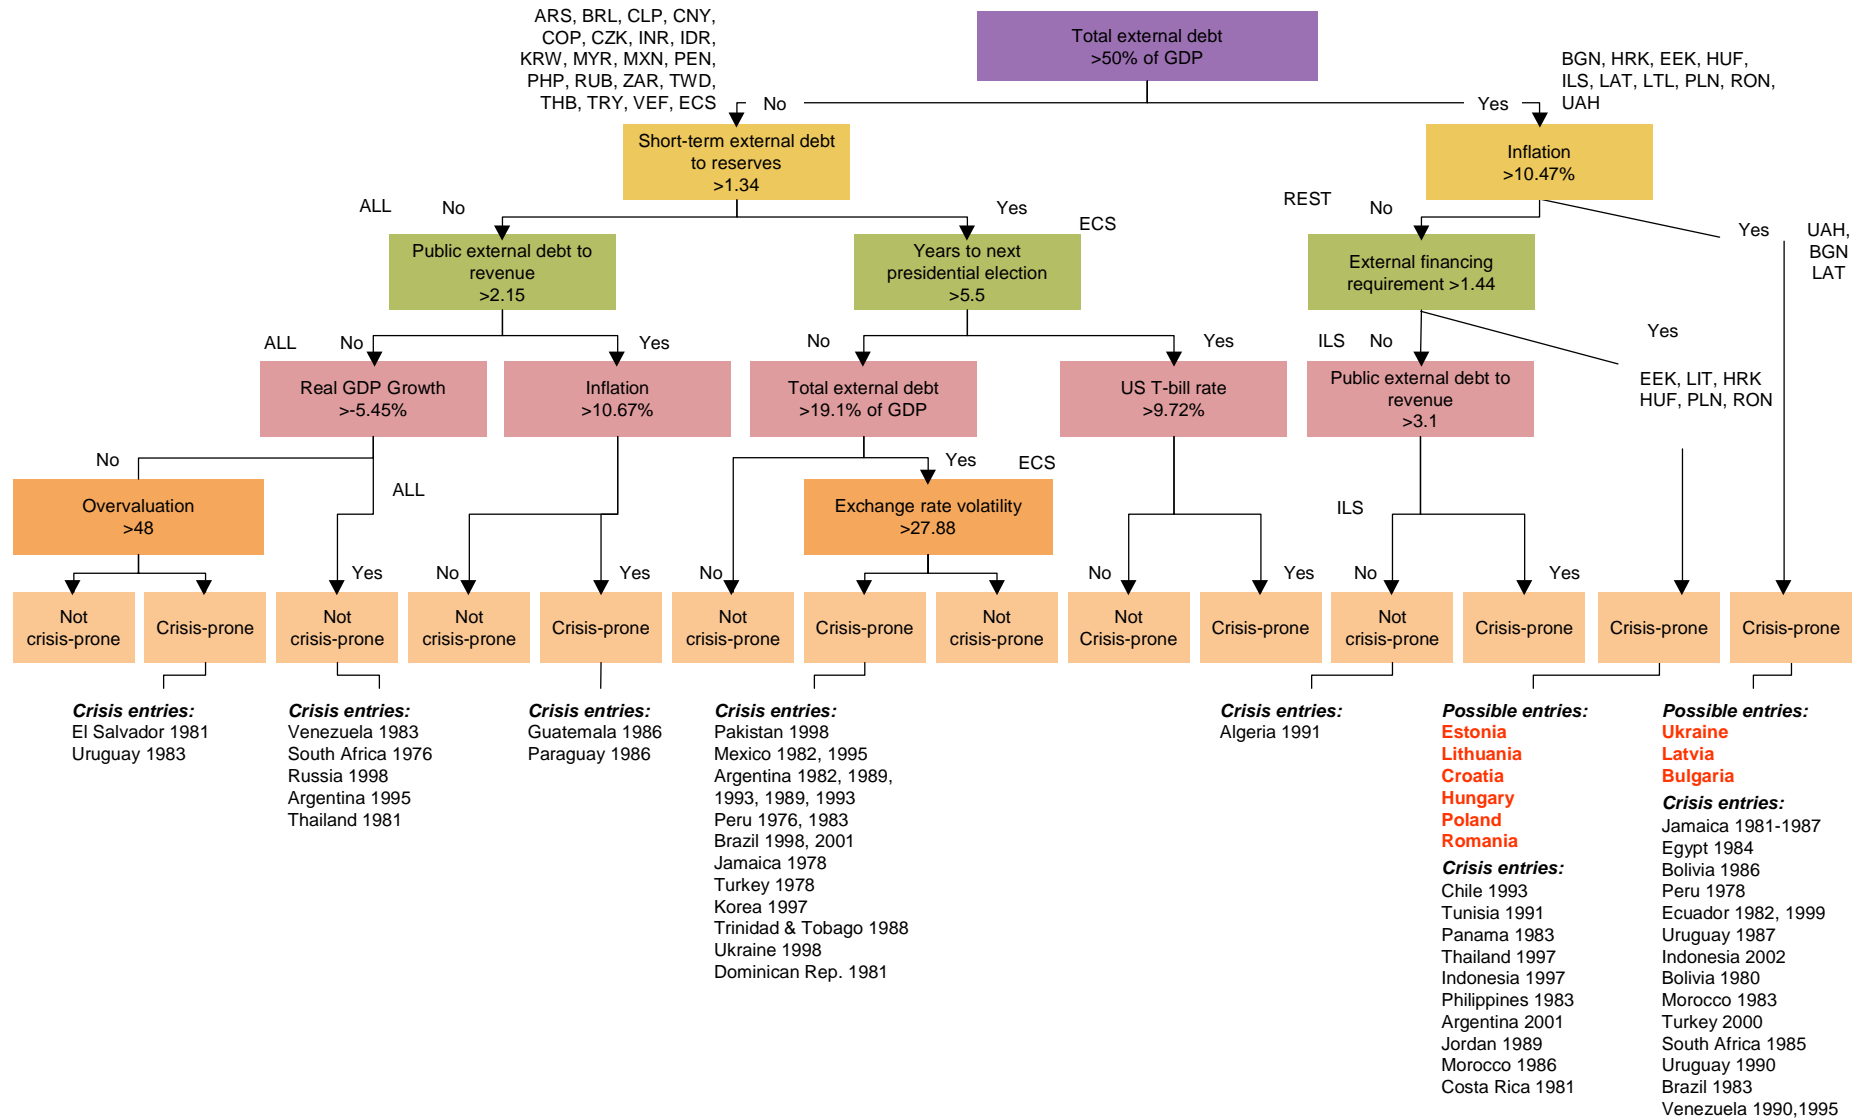 ARS, BRL, CLP, CNY,
COP, CZK, INR, IDR,
KRW, MYR, MXN, PEN,
PHP, RUB, ZAR, TWD,
THB, TRY, VEF, ECS
Total external debt
>50% of GDP
BGN, HRK, EEK, HUF,
ILS, LAT, LTL, PLN, RON,
UAH
No
Yes
Short-term external debt
to reserves
>1.34
Inflation
>10.47%
ALL
No
Yes
ECS
REST
No
Yes
UAH,
BGN
LAT
Public external debt to
revenue
>2.15
Years to next
presidential election
>5.5
External financing
requirement >1.44
ALL
No
Yes
No
Yes
ILS
No
Yes
EEK, LIT, HRK
HUF, PLN, RON
Real GDP Growth
>-5.45%
Inflation
>10.67%
Total external debt
>19.1% of GDP
US T-bill rate
>9.72%
Public external debt to
revenue
>3.1
No
ALL
Yes
ECS
ILS
Overvaluation
>48
Exchange rate volatility
>27.88
Yes
No
Yes
No
No
Yes
No
Yes
Not
crisis-prone
Crisis-prone
Not
crisis-prone
Not
crisis-prone
Crisis-prone
Not
crisis-prone
Crisis-prone
Not
crisis-prone
Not
Crisis-prone
Crisis-prone
Not
crisis-prone
Crisis-prone
Crisis-prone
Crisis-prone
Crisis entries:
El Salvador 1981
Uruguay 1983
Crisis entries:
Venezuela 1983
South Africa 1976
Russia 1998
Argentina 1995
Thailand 1981
Crisis entries:
Guatemala 1986
Paraguay 1986
Crisis entries:
Pakistan 1998
Mexico 1982, 1995
Argentina 1982, 1989,
1993, 1989, 1993
Peru 1976, 1983
Brazil 1998, 2001
Jamaica 1978
Turkey 1978
Korea 1997
Trinidad & Tobago 1988
Ukraine 1998
Dominican Rep. 1981
Crisis entries:
Algeria 1991
Possible entries:
Estonia
Lithuania
Croatia
Hungary
Poland
Romania
Crisis entries:
Chile 1993
Tunisia 1991
Panama 1983
Thailand 1997
Indonesia 1997
Philippines 1983
Argentina 2001
Jordan 1989
Morocco 1986
Costa Rica 1981
Possible entries:
Ukraine
Latvia
Bulgaria
Crisis entries:
Jamaica 1981-1987
Egypt 1984
Bolivia 1986
Peru 1978
Ecuador 1982, 1999
Uruguay 1987
Indonesia 2002
Bolivia 1980
Morocco 1983
Turkey 2000
South Africa 1985
Uruguay 1990
Brazil 1983
Venezuela 1990,1995